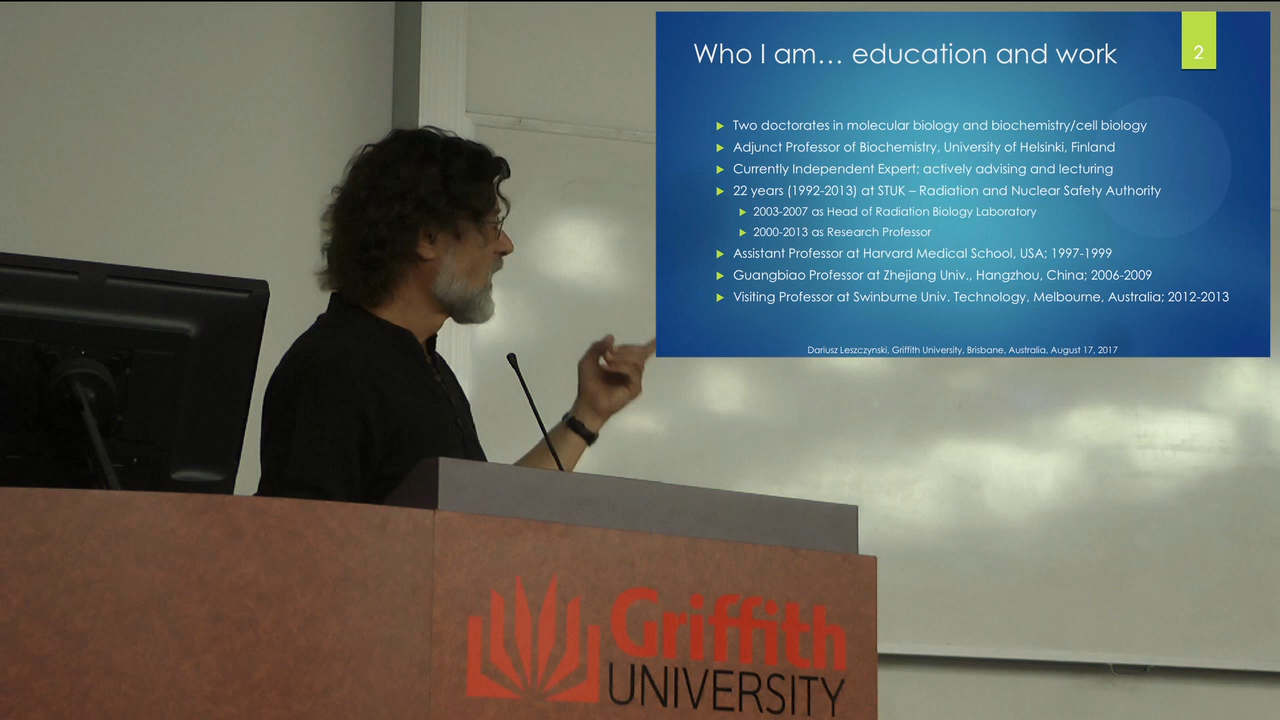 Who I am... education and work
2
Two doctorates in molecular biology and biochemistry/cell biology
Adjunct Professor of Biochemistry, University of Helsinki, Finland
Currently Independent Expert; actively advising and lecturing
22 years (1992-2013) at STUK – Radiation and Nuclear Safety Authority
2003-2007 as Head of Radiation Biology Laboratory
2000-2013 as Research Professor
Assistant Professor at Harvard Medical School, USA; 1997-1999
Guangbiao Professor at Zhejiang Univ., Hangzhou, China; 2006-2009
Visiting Professor at Swinburne Univ. Technology, Melbourne, Australia; 2012-2013
Dariusz Leszczynski, Griffith University, Brisbane, Australia, August 17, 2017
Griffith
UNIVERSITY